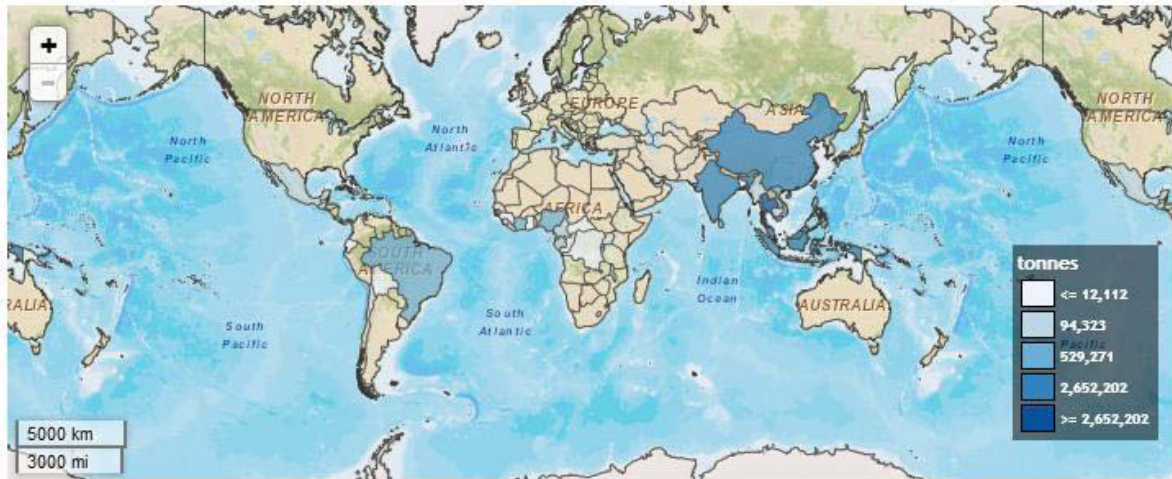 +
−
NORTH
AMERICA
North
Pacific
North
Atlantic
EUROPE
ASIA
North
Pacific
NORTH
AMERICA
AFRICA
SOUTH
AMERICA
Indian
Ocean
RALIA
South
Pacific
South
Atlantic
AUSTRALIA
Pacific
tonnes
<= 12,112
94,323
529,271
2,652,202
>= 2,652,202
5000 km
3000 mi